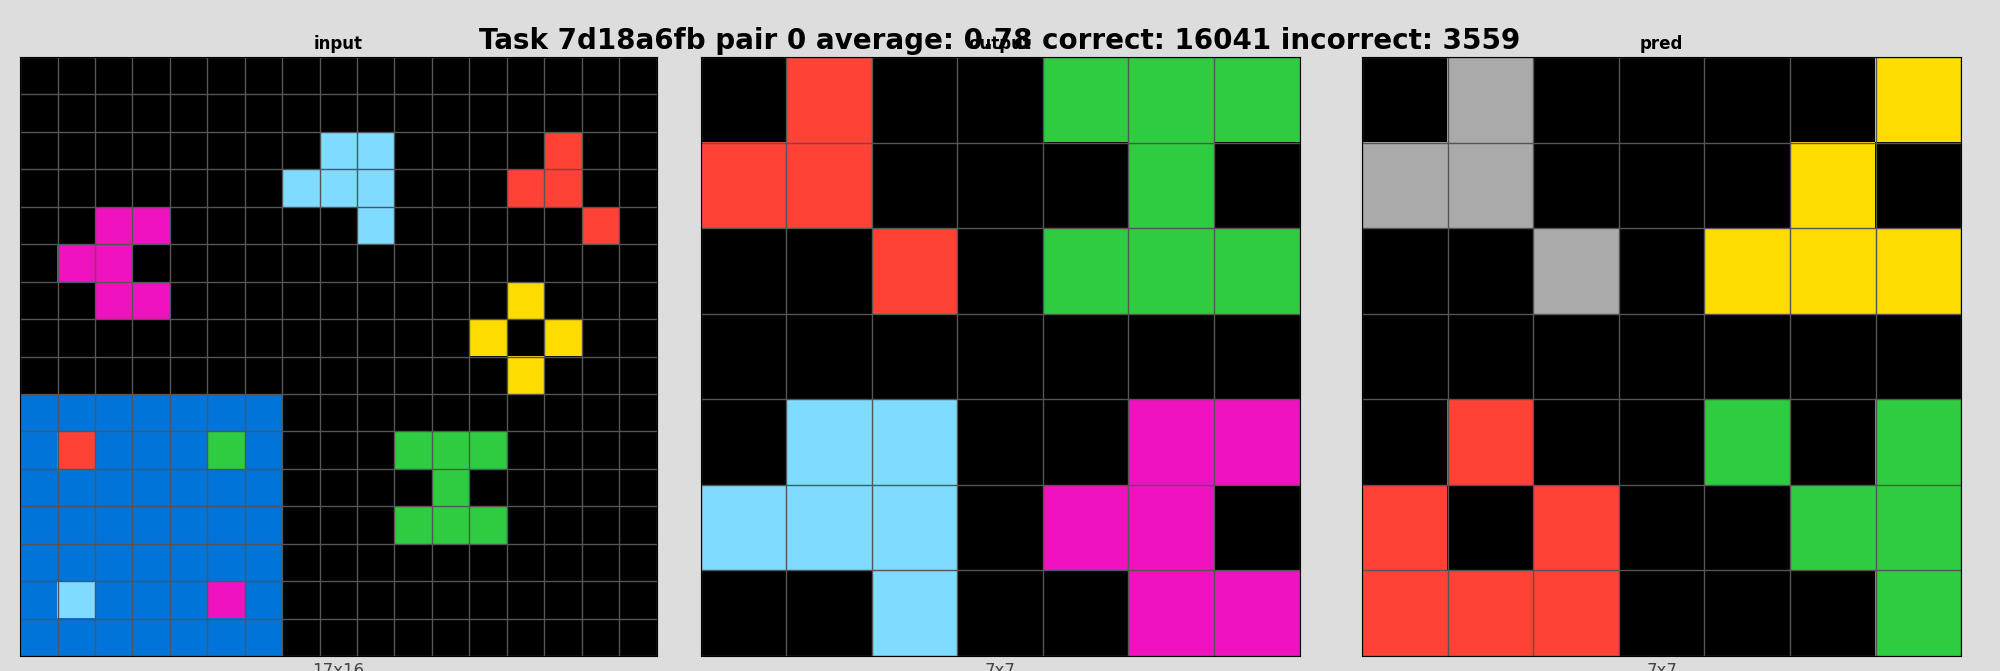 Task 7d18a6fb pair 0 average: 0.78 correct: 16041 incorrect: 3559
input
output
pred
17x16
7x7
7x7